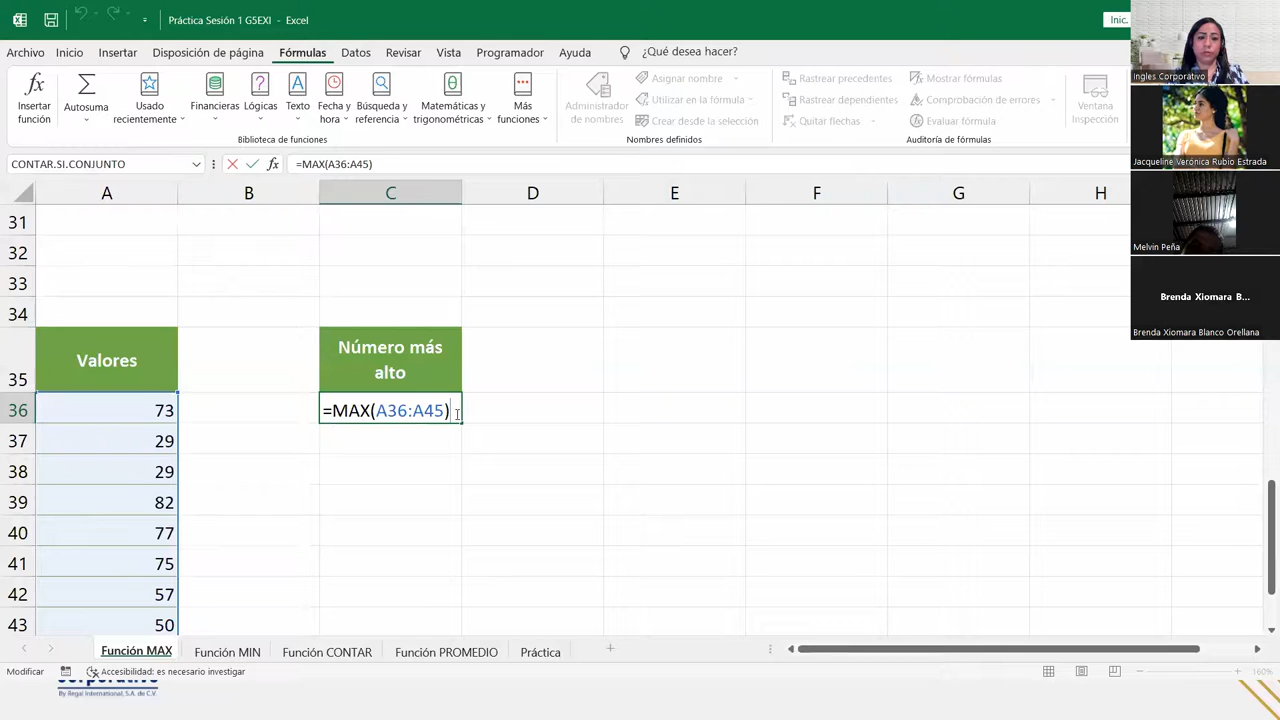 Práctica Sesión 1 G5EXI - Excel
Inic.
Archivo Inicio Insertar Disposición de página Fórmulas Datos Revisar Vista Ayuda ¿Qué desea hacer?
Insertar función
Autosuma
Usado recientemente
Financieras
Lógicas
Texto
Fecha y hora
Búsqueda y referencia
Matemáticas y trigonométricas
Más
Biblioteca de funciones
Administrador de nombres
Asignar nombre
Utilizar en la fórmula
Crear desde la selección
Nombres definidos
Rastrear precedentes
Rastrear dependientes
Quitar flechas
Mostrar fórmulas
Comprobación de errores
Evaluar fórmula
Auditoría de fórmulas
Ventana Inspección
CONTAR.SI.CONJUNTO
fx
=MAX(A36:A45)
A B C D E F G H
31
32
33
34
35 Valores Número más alto
36 73 =MAX(A36:A45)
37 29
38 29
39 82
40 77
41 75
42 57
43 50
Función MAX Función MIN Función CONTAR Función PROMEDIO Práctica
Modificar
Accesibilidad: es necesario investigar
160%
By Regal International, S.A. de C.V.
Ingles Corporativo
Jacqueline Verónica Rubio Estrada
Melvin Peña
Brenda Xiomara B...
Brenda Xiomara Blanco Orellana